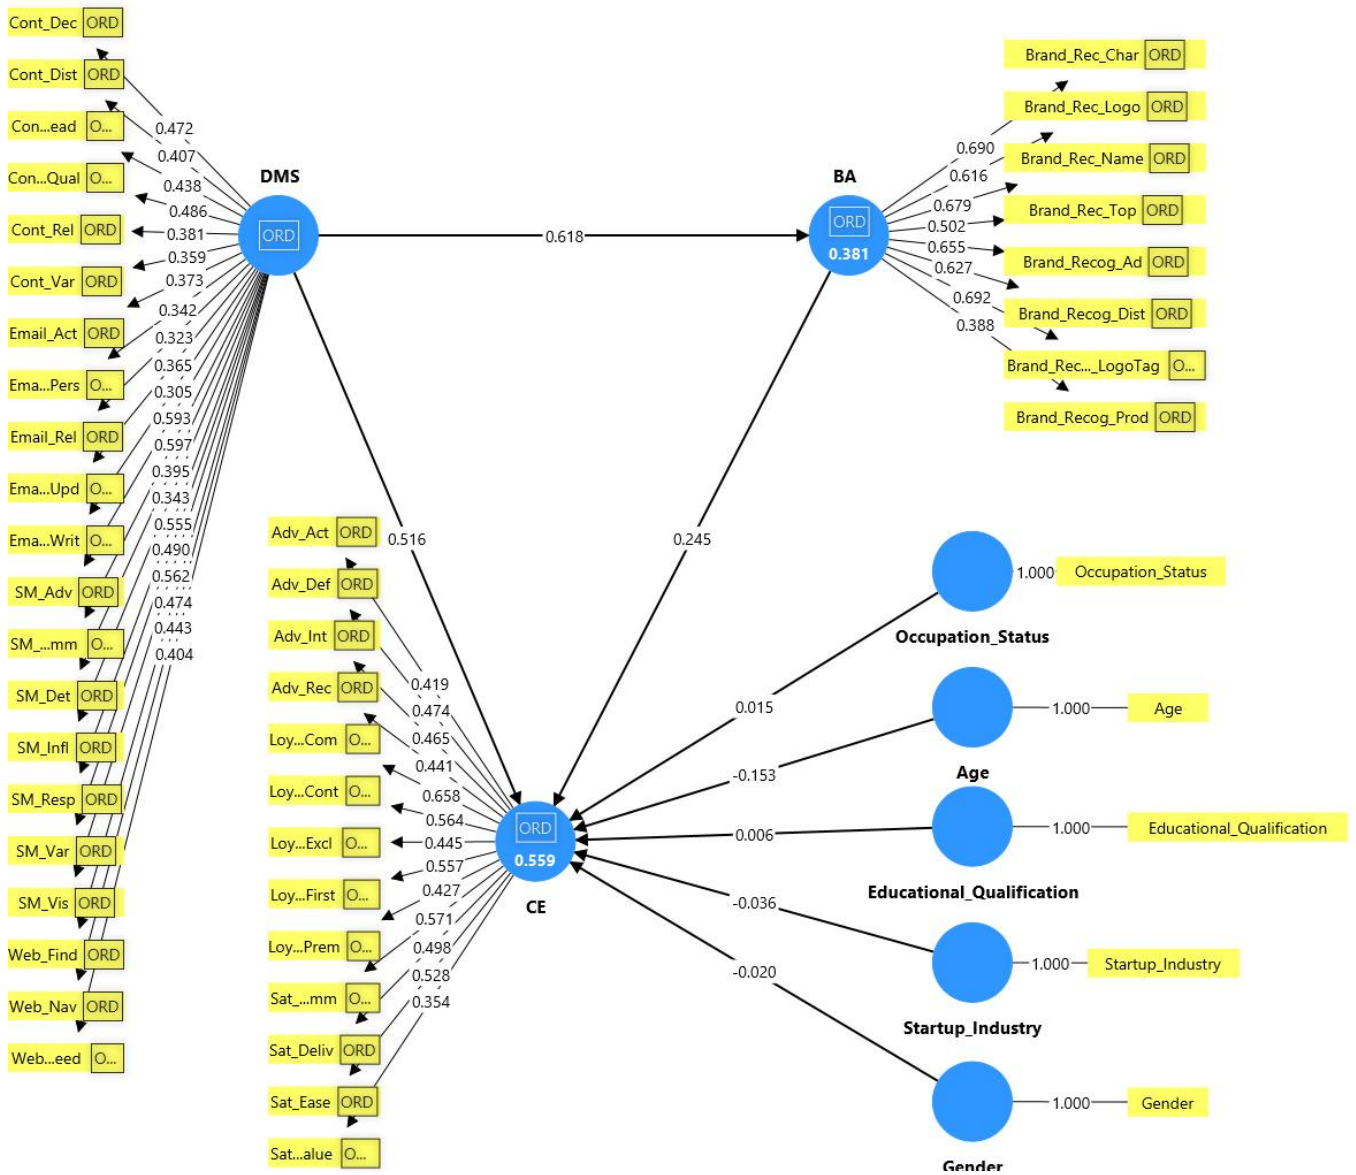 Cont_Dec ORD
Cont_Dist ORD
Con...ead O...
Con...Qual O...
Cont_Rel ORD
Cont_Var ORD
Email_Act ORD
Ema...Pers O...
Email_Rel ORD
Ema...Upd O...
Ema...Writ O...
SM_Adv ORD
SM_...mm O...
SM_Det ORD
SM_Infl ORD
SM_Resp ORD
SM_Var ORD
SM_Vis ORD
Web_Find ORD
Web_Nav ORD
Web...eed O...
0.472
0.407
0.438
0.486
0.381
0.359
0.373
0.342
0.323
0.365
0.305
0.593
0.597
0.395
0.343
0.555
0.490
0.562
0.474
0.443
0.404
DMS
ORD
0.618
BA
ORD
0.381
0.690
0.616
0.679
0.502
0.655
0.627
0.692
0.388
Brand_Rec_Char ORD
Brand_Rec_Logo ORD
Brand_Rec_Name ORD
Brand_Rec_Top ORD
Brand_Recog_Ad ORD
Brand_Recog_Dist ORD
Brand_Rec..._LogoTag O...
Brand_Recog_Prod ORD
0.516
0.245
Adv_Act ORD
Adv_Def ORD
Adv_Int ORD
Adv_Rec ORD
Loy...Com O...
Loy...Cont O...
Loy...Excl O...
Loy...First O...
Loy...Prem O...
Sat_...mm O...
Sat_Deliv ORD
Sat_Ease ORD
Sat...alue O...
0.419
0.474
0.465
0.441
0.658
0.564
0.445
0.557
0.427
0.571
0.498
0.528
0.354
ORD
0.559
CE
0.015
-0.153
0.006
-0.036
-0.020
1.000 Occupation_Status
Occupation_Status
1.000 Age
Age
1.000 Educational_Qualification
Educational_Qualification
1.000 Startup_Industry
Startup_Industry
1.000 Gender
Gender